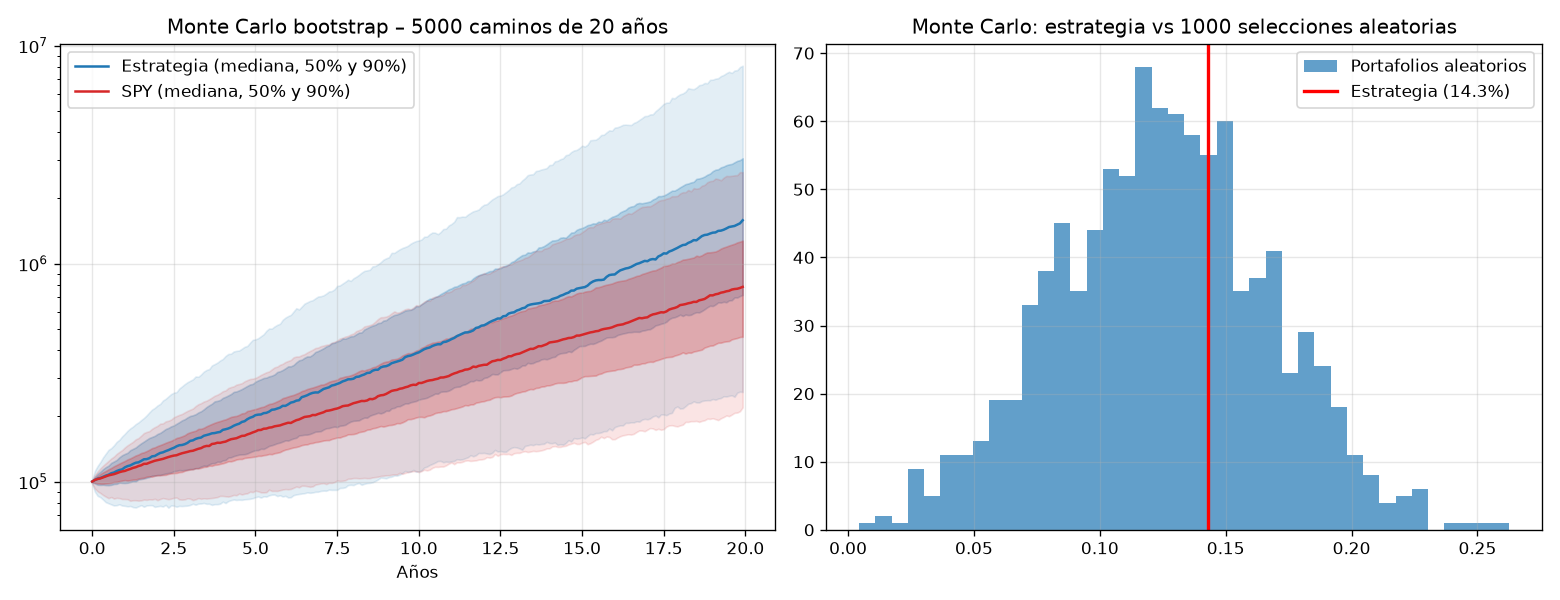 Monte Carlo bootstrap – 5000 caminos de 20 años
Estrategia (mediana, 50% y 90%)
SPY (mediana, 50% y 90%)
10^7
10^6
10^5
0.0 2.5 5.0 7.5 10.0 12.5 15.0 17.5 20.0
Años
Monte Carlo: estrategia vs 1000 selecciones aleatorias
Portafolios aleatorios
Estrategia (14.3%)
70
60
50
40
30
20
10
0
0.00 0.05 0.10 0.15 0.20 0.25